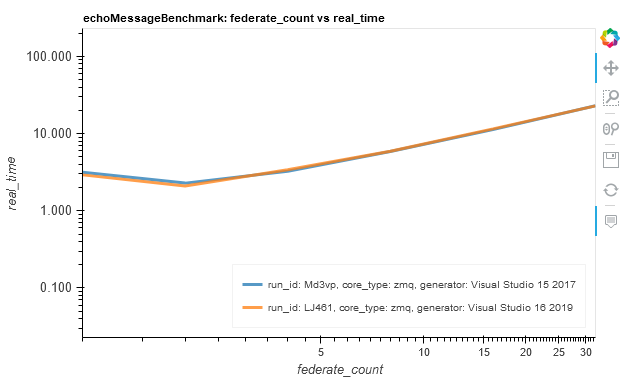 echoMessageBenchmark: federate_count vs real_time
100.000
10.000
1.000
0.100
real_time
run_id: Md3vp, core_type: zmq, generator: Visual Studio 15 2017
run_id: LJ461, core_type: zmq, generator: Visual Studio 16 2019
5 10 15 20 25 30
federate_count